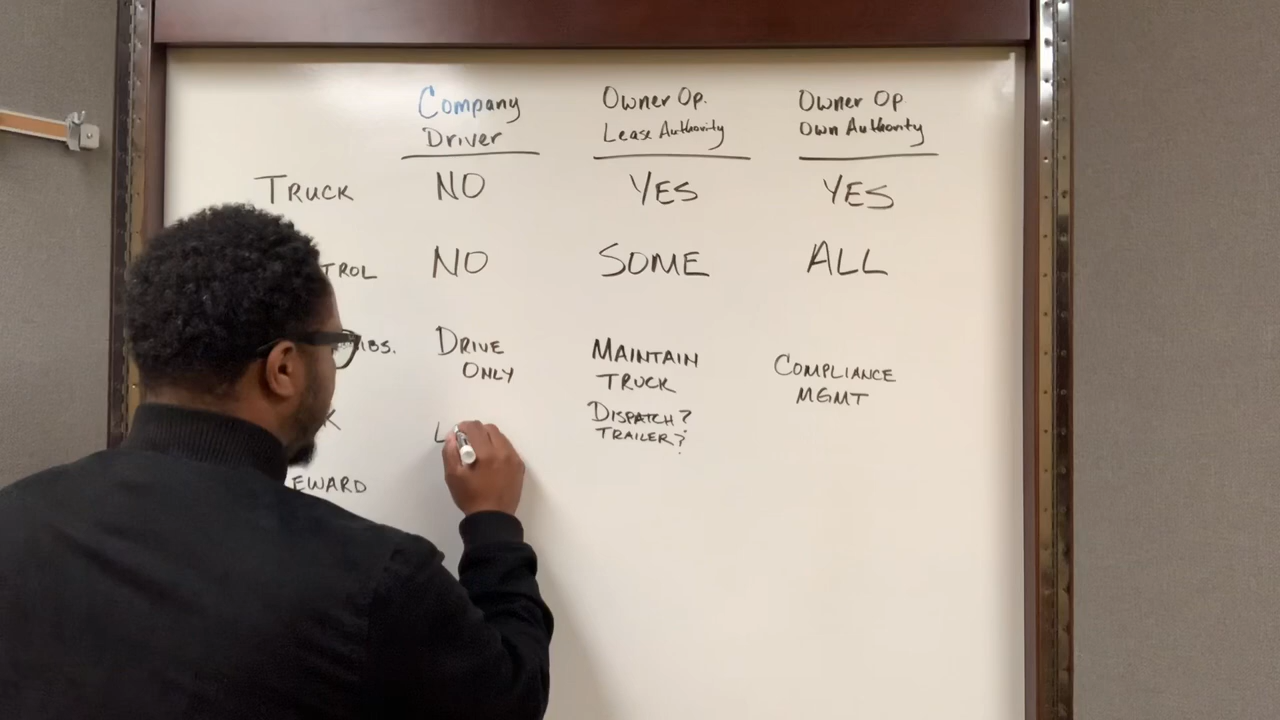 Company Owner Op. Owner Op
Driver Lease Authority Own Authority
TRUCK NO YES YES
TROL NO SOME ALL
IBS. DRIVE MAINTAIN COMPLIANCE
ONLY TRUCK MGMT
K L DISPATCH?
TRAILER?
EWARD